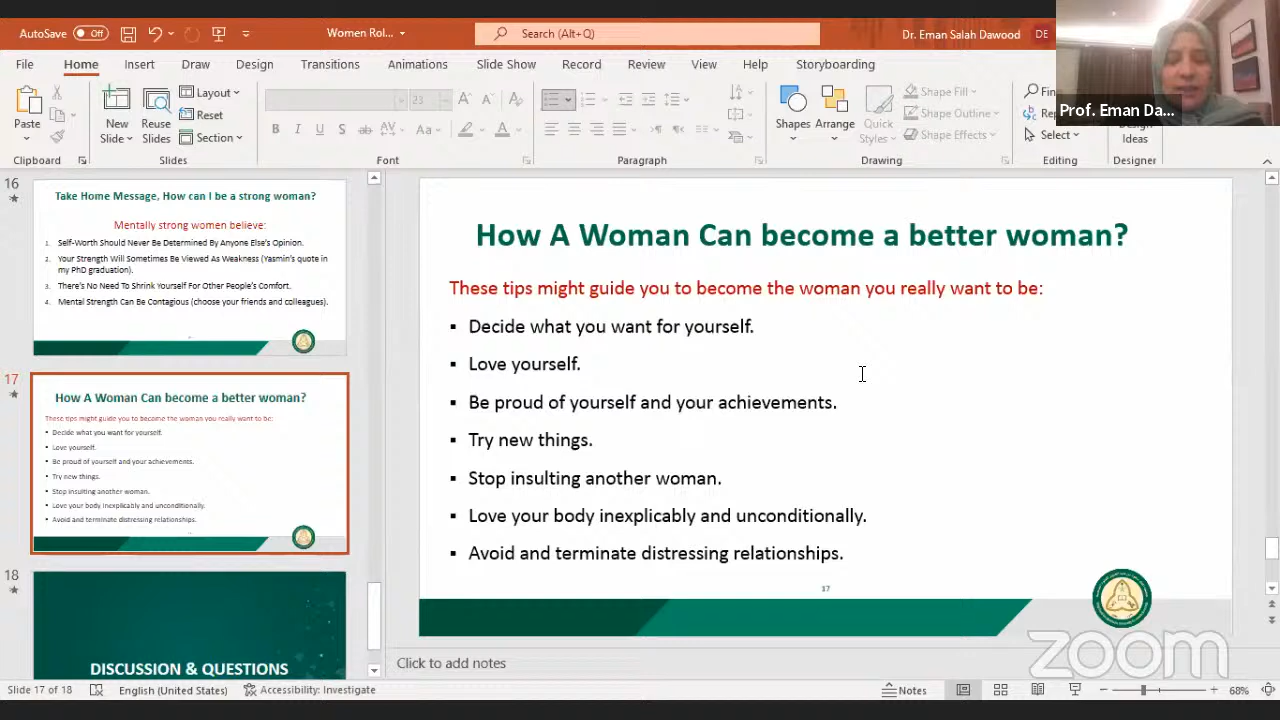 AutoSave Off
Women Rol...
Search (Alt+Q)
Dr. Eman Salah Dawood DE
File Home Insert Draw Design Transitions Animations Slide Show Record Review View Help Storyboarding
Prof. Eman Da...
Paste
New Slide
Reuse Slides
Layout
Reset
Section
23
B I U S ab AV Aa A
Shapes
Arrange
Quick Styles
Shape Fill
Shape Outline
Shape Effects
Select
Design Ideas
Clipboard Slides Font Paragraph Drawing Editing Designer
16
Take Home Message, How can I be a strong woman?
Mentally strong women believe:
1. Self-Worth Should Never Be Determined By Anyone Else's Opinion.
2. Your Strength Will Sometimes Be Viewed As Weakness (Yasmin's quote in
my PhD graduation).
3. There's No Need To Shrink Yourself For Other People's Comfort.
4. Mental Strength Can Be Contagious (choose your friends and colleagues).
17
How A Woman Can become a better woman?
These tips might guide you to become the woman you really want to be:
Decide what you want for yourself.
Love yourself.
Be proud of yourself and your achievements.
Try new things.
Stop insulting another woman.
Love your body inexplicably and unconditionally.
Avoid and terminate distressing relationships.
18
DISCUSSION & QUESTIONS
How A Woman Can become a better woman?
These tips might guide you to become the woman you really want to be:
▪ Decide what you want for yourself.
▪ Love yourself.
▪ Be proud of yourself and your achievements.
▪ Try new things.
▪ Stop insulting another woman.
▪ Love your body inexplicably and unconditionally.
▪ Avoid and terminate distressing relationships.
17
zoom
Click to add notes
Slide 17 of 18 English (United States) Accessibility: Investigate Notes 68%